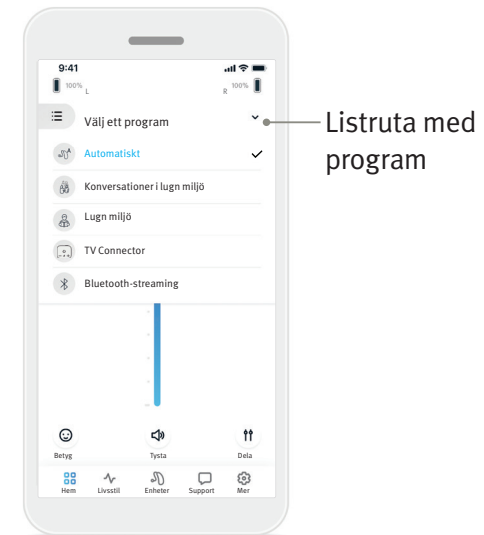 9:41
100% L
R 100%
Välj ett program
Listruta med
program
Automatiskt
Konversationer i lugn miljö
Lugn miljö
TV Connector
Bluetooth-streaming
Betyg
Tysta
Dela
Hem
Livsstil
Enheter
Support
Mer